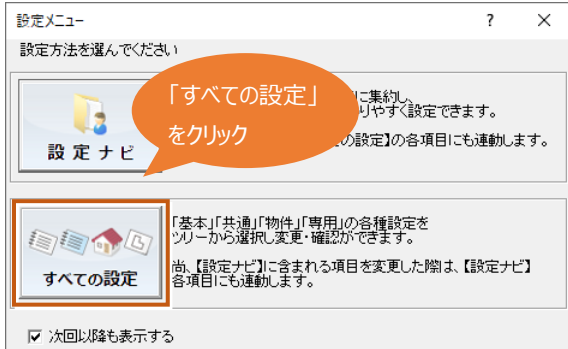 設定メニュー
設定方法を選んでください
設定ナビ
に集約し、
りやすく設定できます。
の設定】の各項目にも連動します。
「すべての設定」
をクリック
すべての設定
「基本」「共通」「物件」「専用」の各種設定を
ツリーから選択し変更・確認ができます。
尚、【設定ナビ】に含まれる項目を変更した際は、【設定ナビ】
各項目にも連動します。
次回以降も表示する